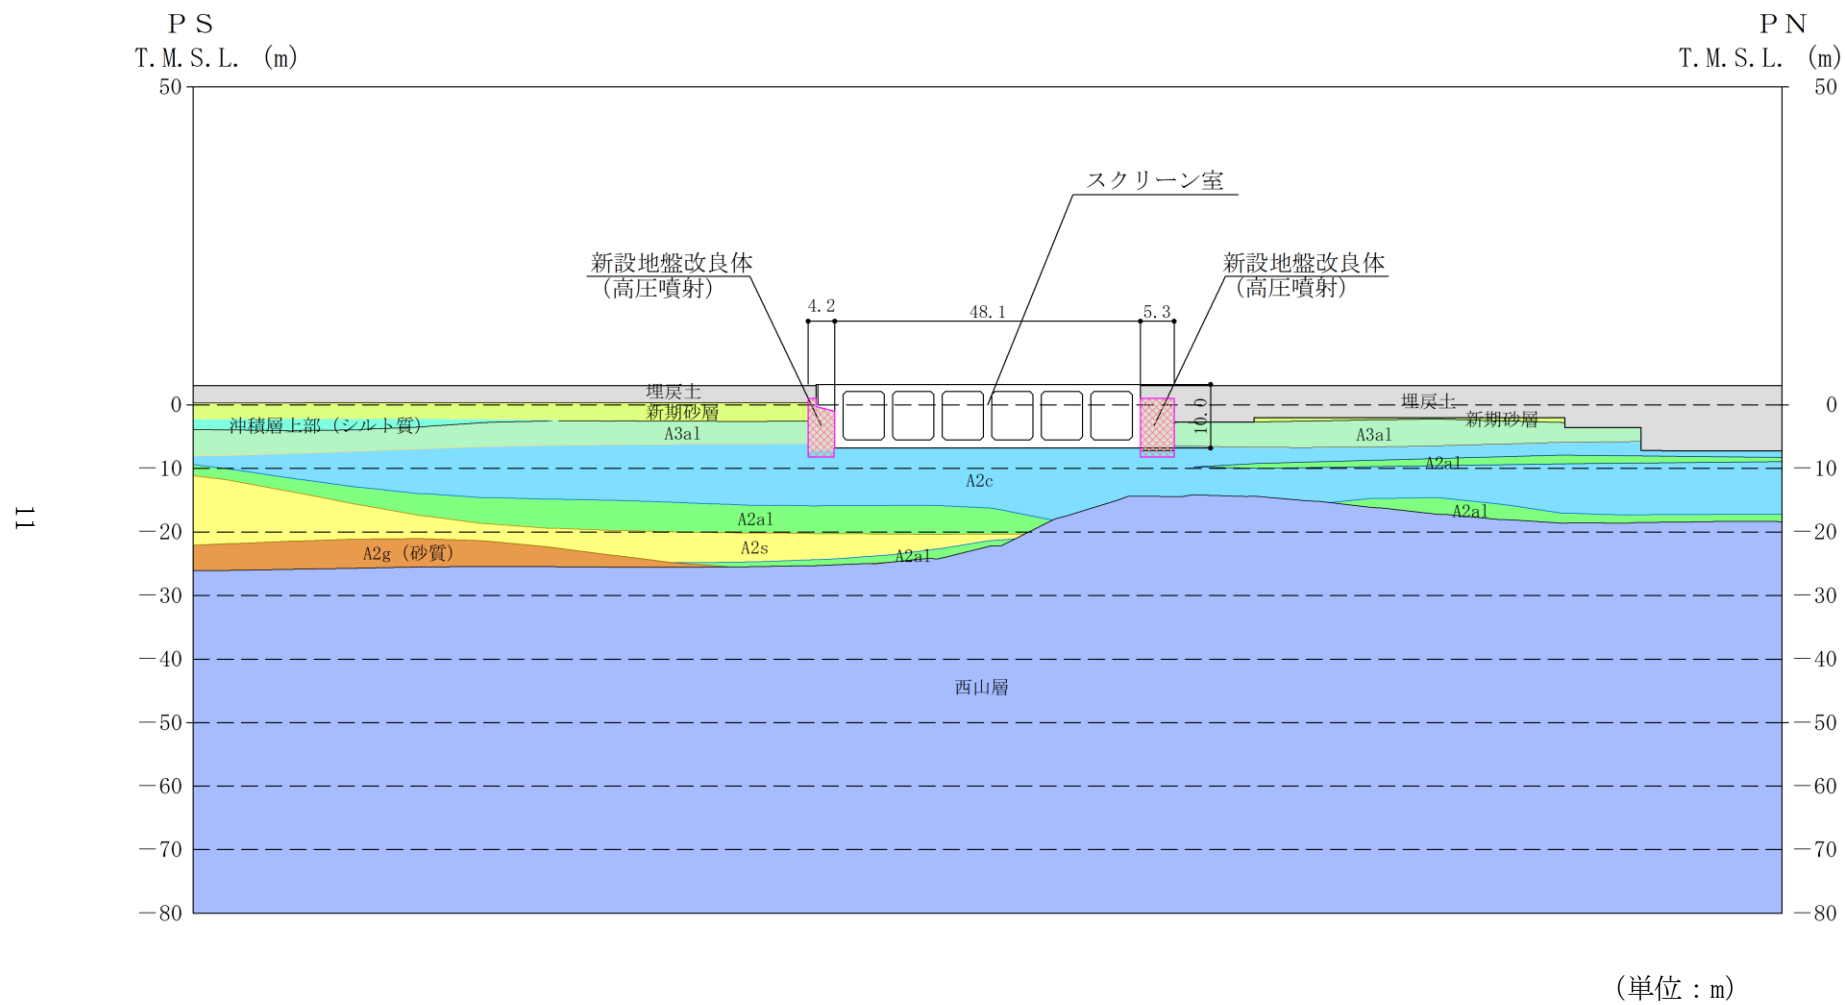 PS
PN
T.M.S.L. (m)
T.M.S.L. (m)
50
50
スクリーン室
新設地盤改良体
(高圧噴射)
新設地盤改良体
(高圧噴射)
4.2
48.1
5.3
埋戻土
0
新期砂層
埋戻土
新期砂層
0
10.0
沖積層上部(シルト質)
A3al
A3al
-10
A2c
A2al
-10
A2al
A2al
-20
-20
A2g(砂質)
A2s
A2al
-30
-30
-40
-40
西山層
-50
-50
-60
-60
-70
-70
-80
-80
(単位:m)
11